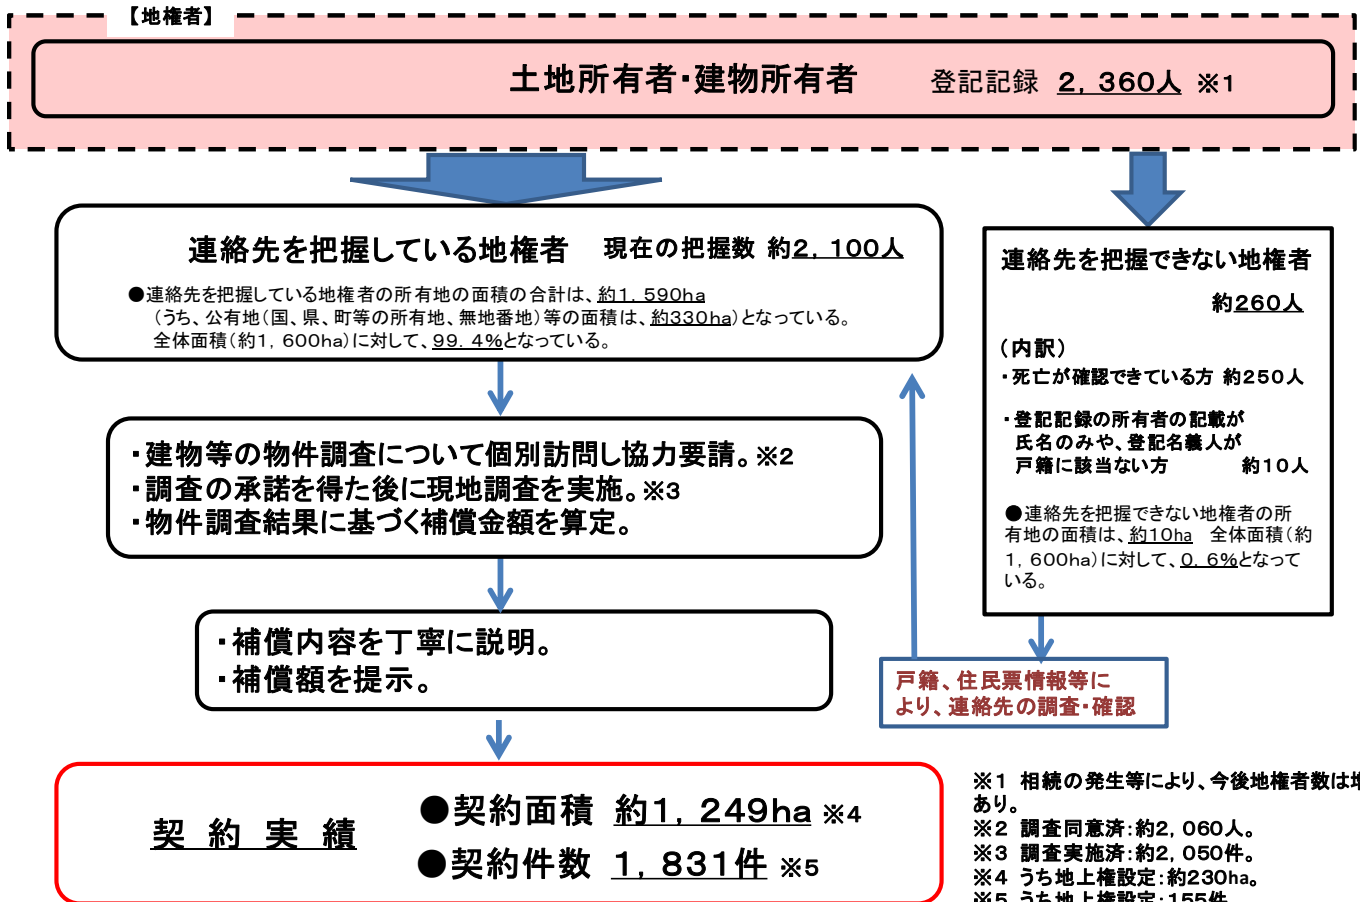 【地権者】
土地所有者・建物所有者 登記記録 2,360人 ※1
連絡先を把握している地権者 現在の把握数 約2,100人
●連絡先を把握している地権者の所有地の面積の合計は、約1,590ha
(うち、公有地(国、県、町等の所有地、無地番地)等の面積は、約330ha)となっている。
全体面積(約1,600ha)に対して、99.4%となっている。
・建物等の物件調査について個別訪問し協力要請。※2
・調査の承諾を得た後に現地調査を実施。※3
・物件調査結果に基づく補償金額を算定。
・補償内容を丁寧に説明。
・補償額を提示。
契約実績
●契約面積 約1,249ha ※4
●契約件数 1,831件 ※5
連絡先を把握できない地権者
約260人
(内訳)
・死亡が確認できている方 約250人
・登記記録の所有者の記載が
氏名のみや、登記名義人が
戸籍に該当ない方 約10人
●連絡先を把握できない地権者の所
有地の面積は、約10ha 全体面積(約
1,600ha)に対して、0.6%となって
いる。
戸籍、住民票情報等に
より、連絡先の調査・確認
※1 相続の発生等により、今後地権者数は
あり。
※2 調査同意済:約2,060人。
※3 調査実施済:約2,050件。
※4 うち地上権設定:約230ha。
※5 うち地上権設定:155件